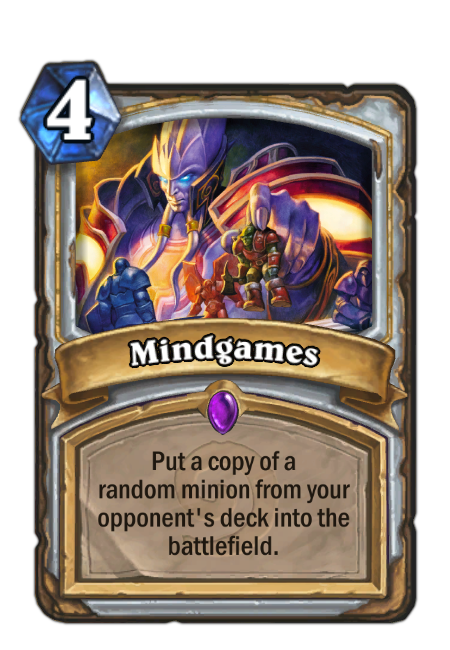 4
Mindgames
Put a copy of a
random minion from your
opponent's deck into the
battlefield.